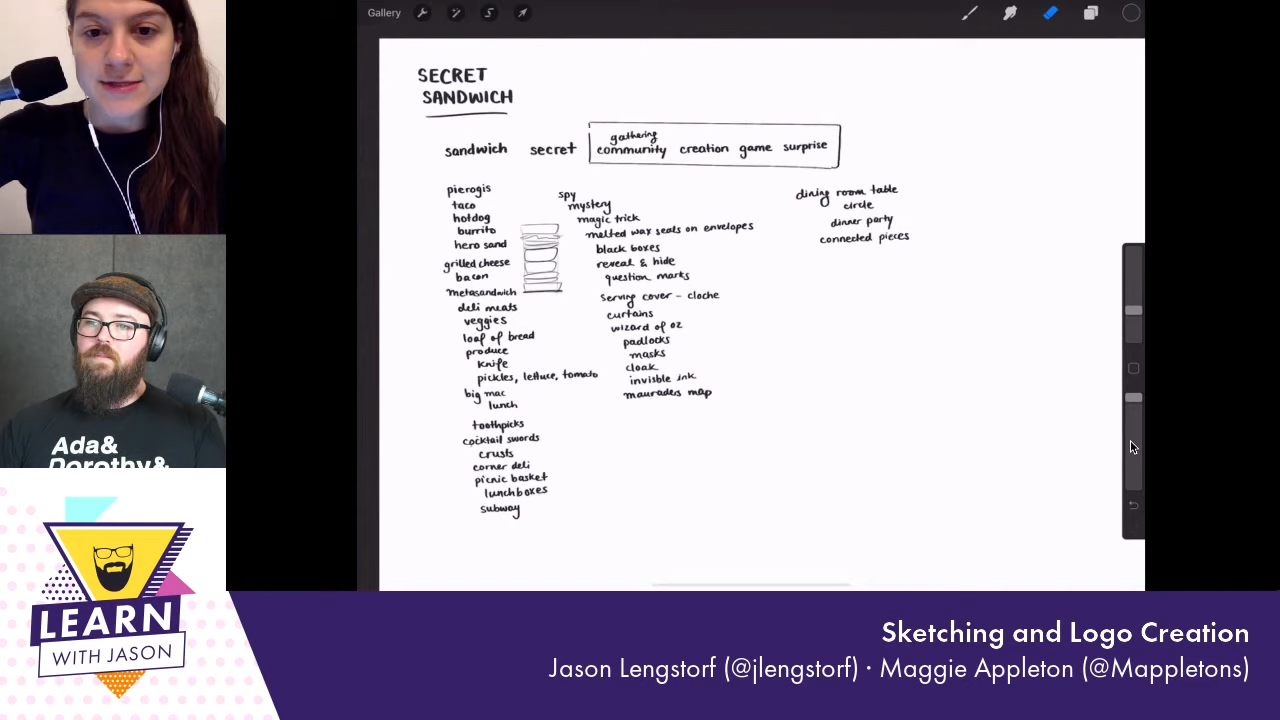 Gallery
SECRET
SANDWICH
sandwich secret
gathering
community creation game surprise
pierogis
taco
hotdog
burrito
hero sand
grilled cheese
bacon
metasandwich
deli meats
veggies
loaf of bread
produce
knife
pickles, lettuce, tomato
big mac
lunch
toothpicks
cocktail swords
crusts
corner deli
picnic basket
lunchboxes
subway
spy
mystery
magic trick
melted wax seals on envelopes
black boxes
reveal & hide
question marks
serving cover - cloche
curtains
wizard of oz
padlocks
masks
cloak
invisble ink
mauraders map
dining room table
circle
dinner party
connected pieces
Ada&
Dorothy&
LEARN
WITH JASON
Sketching and Logo Creation
Jason Lengstorf (@jlengstorf) · Maggie Appleton (@Mappletons)